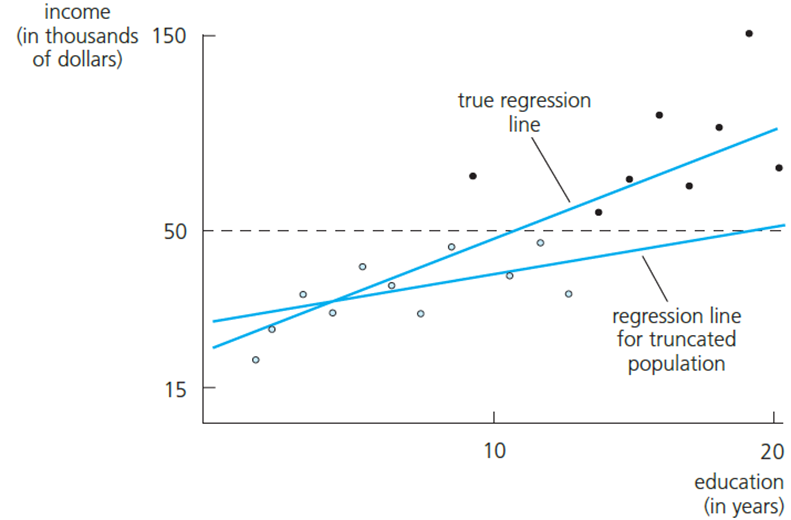 income
(in thousands
of dollars)
150
true regression
line
50
regression line
for truncated
population
15
10
20
education
(in years)